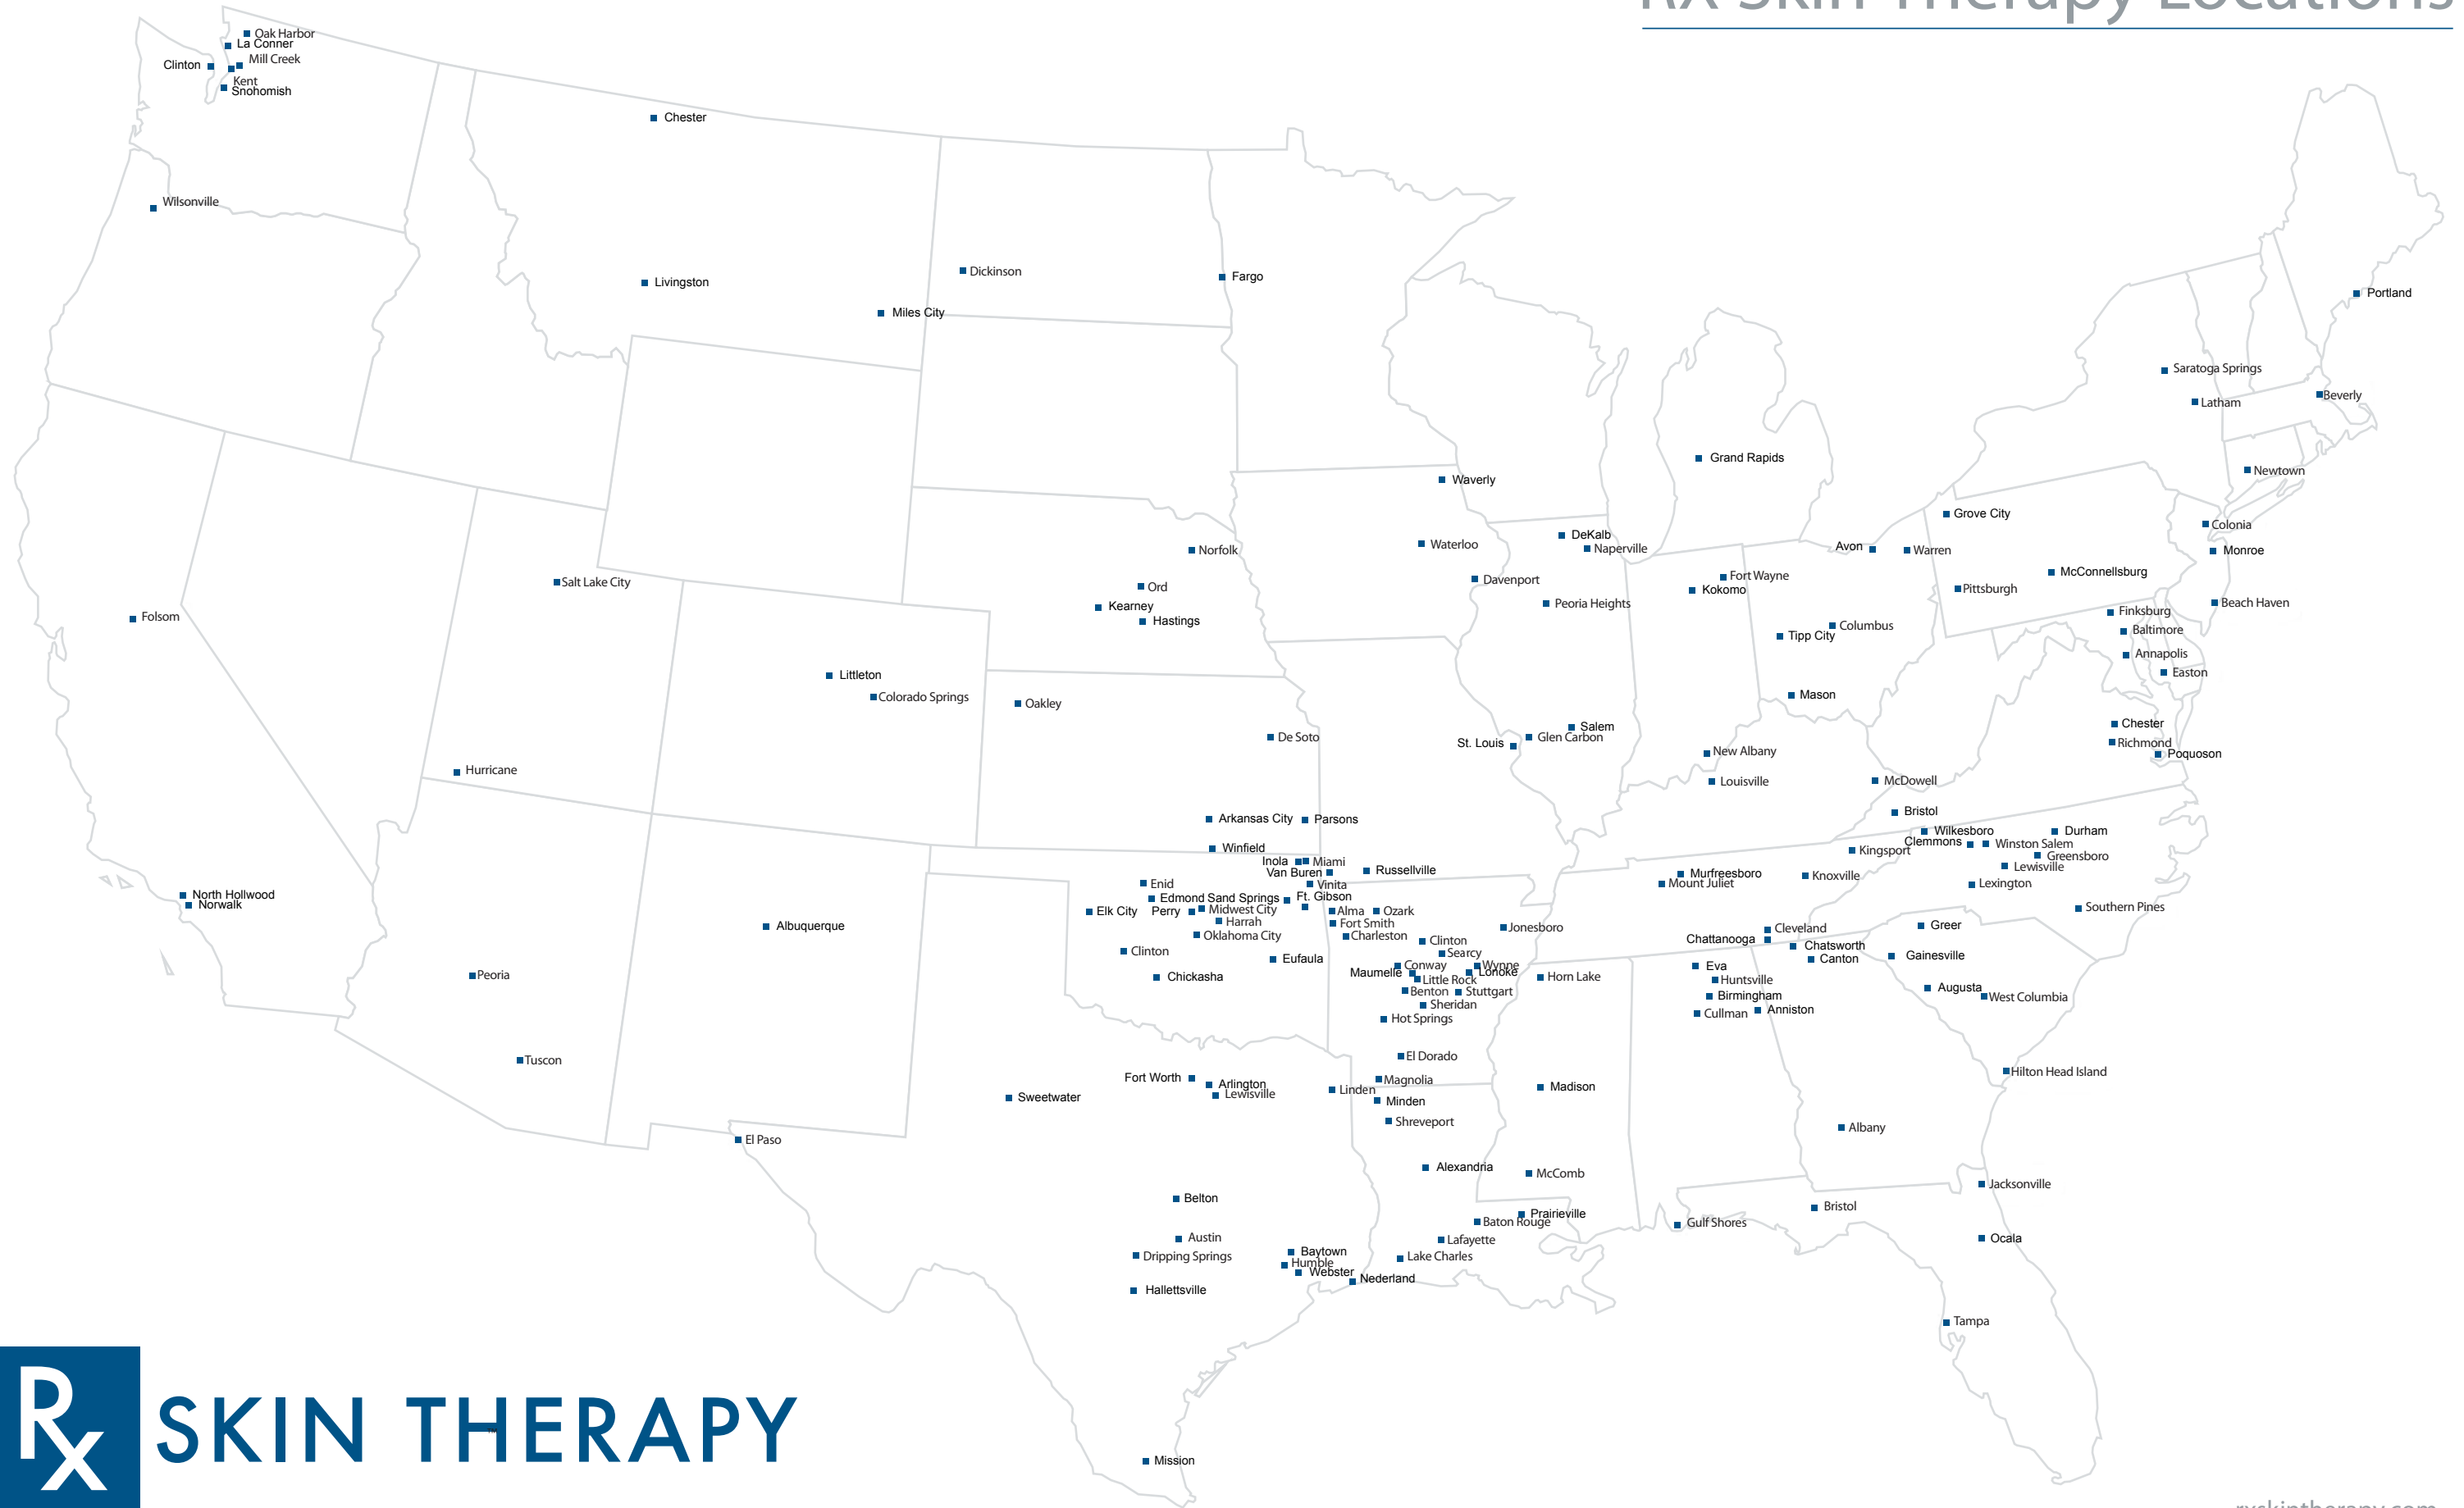 RX Skin Therapy Locations
Oak Harbor
La Conner
Mill Creek
Clinton
Kent
Snohomish
Chester
Wilsonville
Dickinson
Fargo
Livingston
Portland
Miles City
Saratoga Springs
Beverly
Latham
Grand Rapids
Newtown
Waverly
Grove City
Colonia
DeKalb
Waterloo
Naperville
Avon
Warren
Monroe
Norfolk
McConnellsburg
Fort Wayne
Salt Lake City
Davenport
Ord
Kokomo
Pittsburgh
Peoria Heights
Beach Haven
Kearney
Finksburg
Folsom
Hastings
Columbus
Baltimore
Tipp City
Annapolis
Easton
Littleton
Colorado Springs
Mason
Oakley
Chester
Salem
De Soto
Glen Carbon
St. Louis
Richmond
New Albany
Poquoson
Hurricane
Louisville
McDowell
Bristol
Arkansas City
Parsons
Wilkesboro
Durham
Clemmons
Winston Salem
Winfield
Kingsport
Greensboro
Inola
Miami
Lewisville
Van Buren
Russellville
Murfreesboro
Knoxville
Enid
Vinita
Mount Juliet
Lexington
North Hollwood
Edmond
Sand Springs
Ft. Gibson
Norwalk
Elk City
Perry
Midwest City
Alma
Ozark
Southern Pines
Harrah
Fort Smith
Jonesboro
Greer
Albuquerque
Oklahoma City
Charleston
Cleveland
Clinton
Chattanooga
Chatsworth
Clinton
Searcy
Gainesville
Eufaula
Canton
Conway
Wynne
Eva
Maumelle
Lonoke
Peoria
Chickasha
Little Rock
Horn Lake
Huntsville
Augusta
Benton
Stuttgart
Birmingham
West Columbia
Sheridan
Anniston
Cullman
Hot Springs
El Dorado
Tuscon
Hilton Head Island
Fort Worth
Magnolia
Arlington
Lewisville
Linden
Madison
Sweetwater
Minden
Shreveport
Albany
El Paso
Alexandria
McComb
Jacksonville
Belton
Bristol
Prairieville
Baton Rouge
Gulf Shores
Austin
Lafayette
Ocala
Baytown
Dripping Springs
Lake Charles
Humble
Webster
Nederland
Hallettsville
Tampa
Rx SKIN THERAPY
Mission
rxskintherapy.com